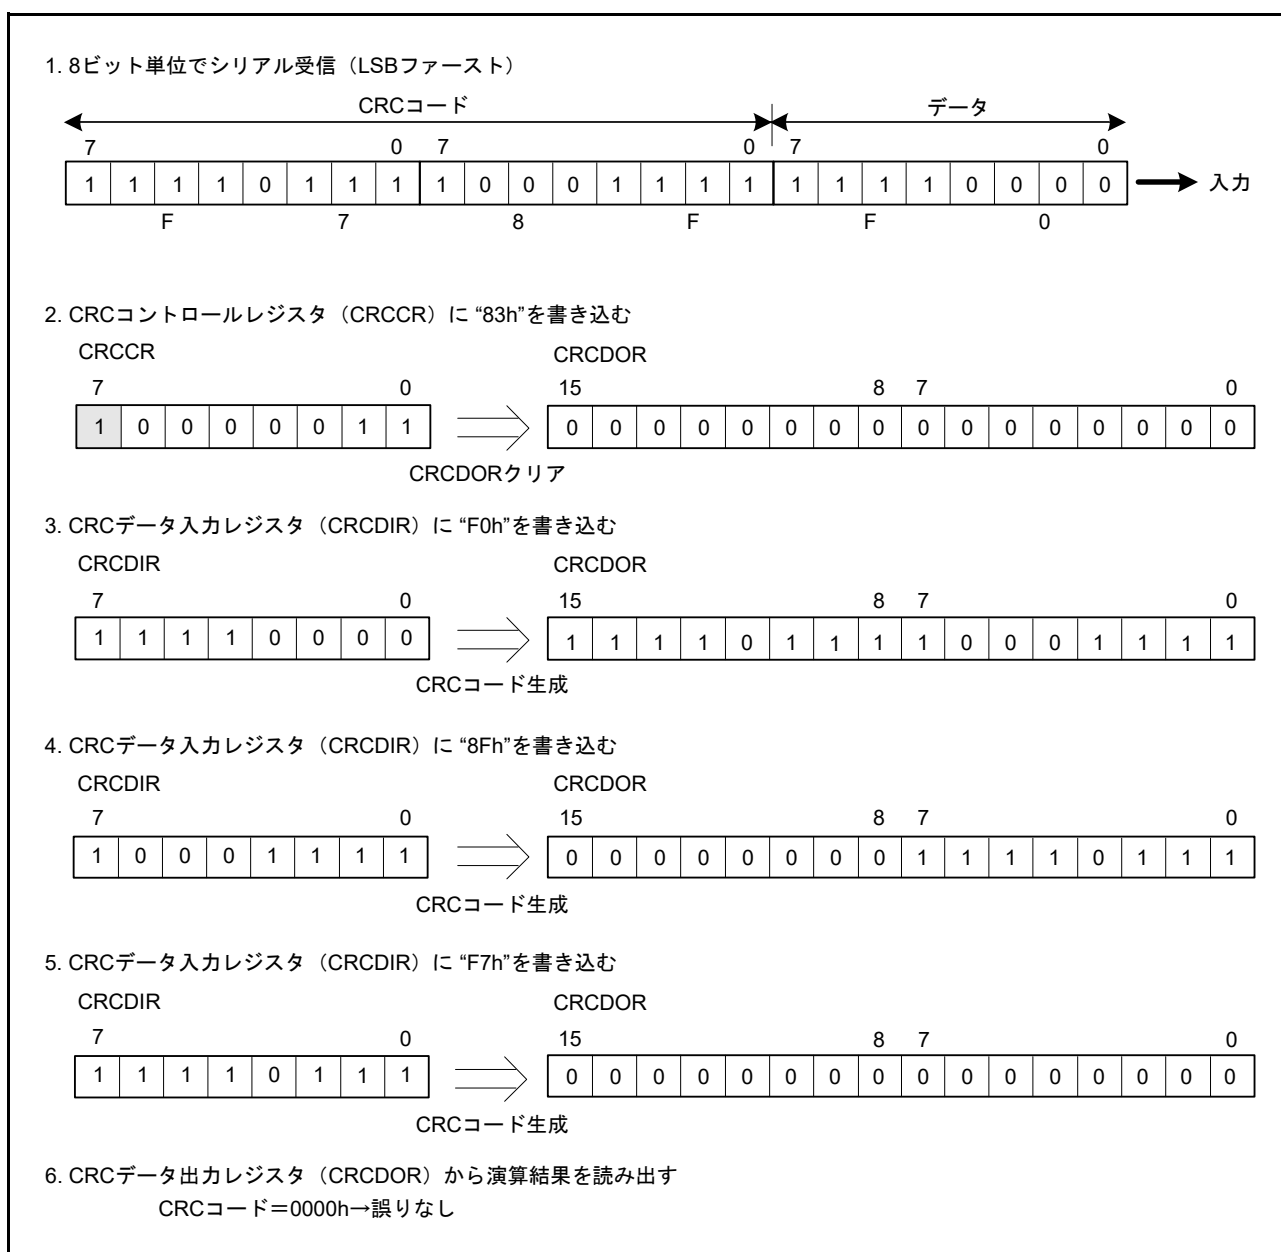 1. 8ビット単位でシリアル受信（LSBファースト）
CRCコード データ
7 0 7 0 7 0
1 1 1 1 0 1 1 1 1 0 0 0 1 1 1 1 1 1 1 1 0 0 0 0 入力
F 7 8 F F 0
2. CRCコントロールレジスタ（CRCCR）に “83h”を書き込む
CRCCR CRCDOR
7 0 15 8 7 0
1 0 0 0 0 0 1 1 0 0 0 0 0 0 0 0 0 0 0 0 0 0 0 0
CRCDORクリア
3. CRCデータ入力レジスタ（CRCDIR）に “F0h”を書き込む
CRCDIR CRCDOR
7 0 15 8 7 0
1 1 1 1 0 0 0 0 1 1 1 1 0 1 1 1 1 0 0 0 1 1 1 1
CRCコード生成
4. CRCデータ入力レジスタ（CRCDIR）に “8Fh”を書き込む
CRCDIR CRCDOR
7 0 15 8 7 0
1 0 0 0 1 1 1 1 0 0 0 0 0 0 0 0 1 1 1 1 0 1 1 1
CRCコード生成
5. CRCデータ入力レジスタ（CRCDIR）に “F7h”を書き込む
CRCDIR CRCDOR
7 0 15 8 7 0
1 1 1 1 0 1 1 1 0 0 0 0 0 0 0 0 0 0 0 0 0 0 0 0
CRCコード生成
6. CRCデータ出力レジスタ（CRCDOR）から演算結果を読み出す
CRCコード＝0000h→誤りなし